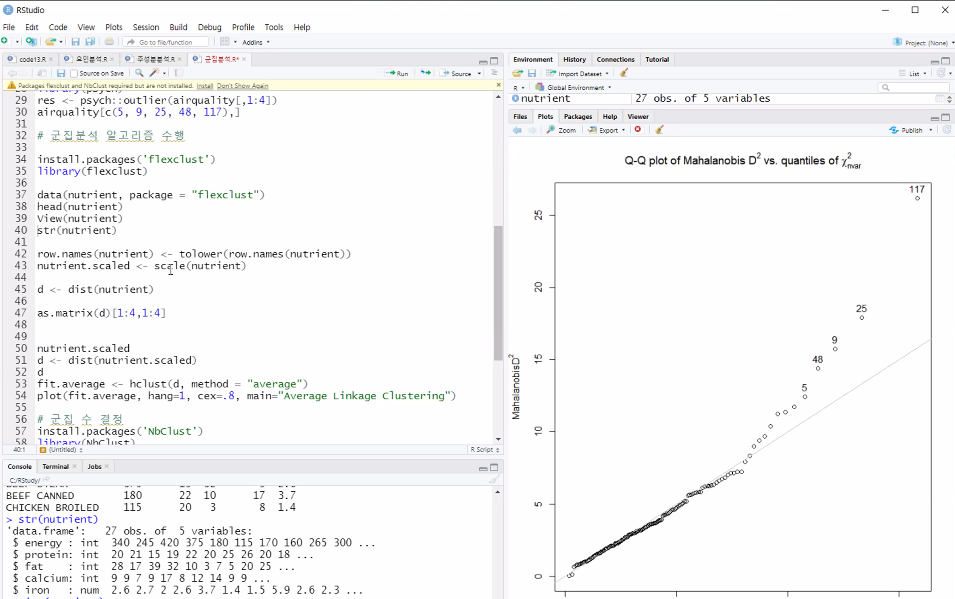 RStudio
File Edit Code View Plots Session Build Debug Profile Tools Help
Go to file/function Addins Project: (None)
code13.R 요인분석.R 주성분분석.R 군집분석.R*
Source on Save Run Source
Packages flexclust and NbClust required but are not installed. Install Don't Show Again
28 library(psych)
29 res <- psych::outlier(airquality[,1:4])
30 airquality[c(5, 9, 25, 48, 117),]
31
32 # 군집분석 알고리즘 수행
33
34 install.packages('flexclust')
35 library(flexclust)
36
37 data(nutrient, package = "flexclust")
38 head(nutrient)
39 View(nutrient)
40 str(nutrient)
41
42 row.names(nutrient) <- tolower(row.names(nutrient))
43 nutrient.scaled <- scale(nutrient)
44
45 d <- dist(nutrient)
46
47 as.matrix(d)[1:4,1:4]
48
49
50 nutrient.scaled
51 d <- dist(nutrient.scaled)
52 d
53 fit.average <- hclust(d, method = "average")
54 plot(fit.average, hang=1, cex=.8, main="Average Linkage Clustering")
55
56 # 군집 수 결정
57 install.packages('NbClust')
58 library(NbClust)
40:1 (Untitled) R Script
Console Terminal Jobs
C:/RStudy/
BEEF CANNED 180 22 10 17 3.7
CHICKEN BROILED 115 20 3 8 1.4
> str(nutrient)
'data.frame': 27 obs. of 5 variables:
$ energy : int 340 245 420 375 180 115 170 160 265 300 ...
$ protein: int 20 21 15 19 22 20 25 26 20 18 ...
$ fat : int 28 17 39 32 10 3 7 5 20 25 ...
$ calcium: int 9 9 7 9 17 8 12 14 9 9 ...
$ iron : num 2.6 2.7 2 2.6 3.7 1.4 1.5 5.9 2.6 2.3 ...
Environment History Connections Tutorial
Import Dataset List
R Global Environment
nutrient 27 obs. of 5 variables
Files Plots Packages Help Viewer
Zoom Export Publish
Q-Q plot of Mahalanobis D² vs. quantiles of χ²nvar
117
25
9
48
5
Mahalanobis D²
25
20
15
10
5
0